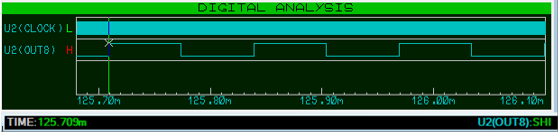 DIGITAL ANALYSIS
U2(CLOCK) L
U2(OUT8) H
125.70m 125.80m 125.90m 126.00m 126.10m
TIME:125.709m U2(OUT8):SHI